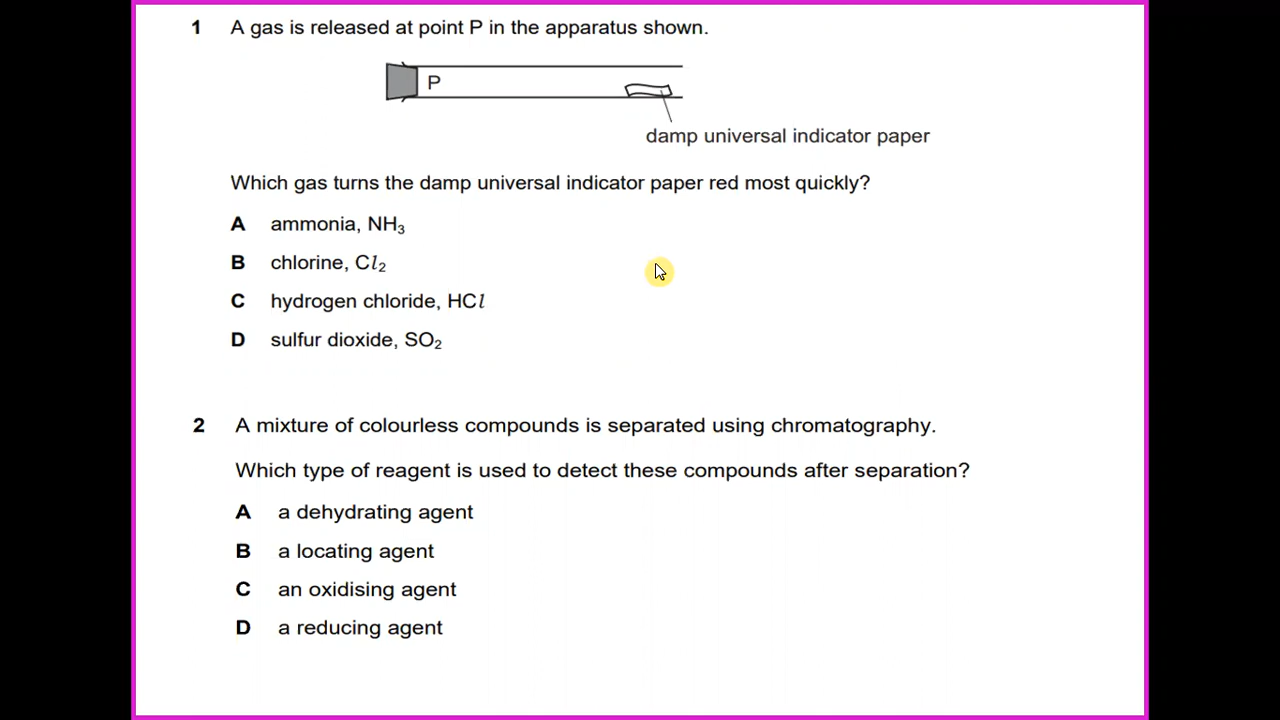 1 A gas is released at point P in the apparatus shown.
P
damp universal indicator paper
Which gas turns the damp universal indicator paper red most quickly?
A ammonia, NH₃
B chlorine, Cl₂
C hydrogen chloride, HCl
D sulfur dioxide, SO₂
2 A mixture of colourless compounds is separated using chromatography.
Which type of reagent is used to detect these compounds after separation?
A a dehydrating agent
B a locating agent
C an oxidising agent
D a reducing agent